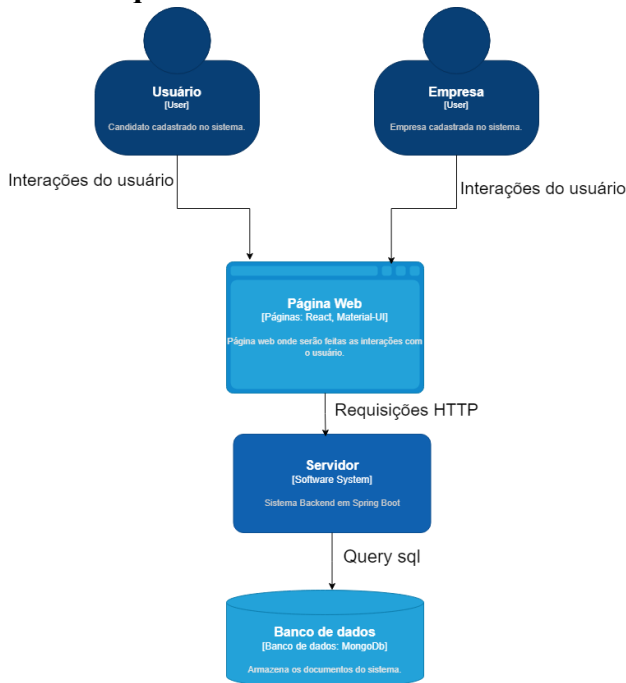 Usuário
[User]
Candidato cadastrado no sistema.
Empresa
[User]
Empresa cadastrada no sistema.
Interações do usuário
Interações do usuário
Página Web
[Páginas: React, Material-UI]
Página web onde serão feitas as interações com
o usuário.
Requisições HTTP
Servidor
[Software System]
Sistema Backend em Spring Boot
Query sql
Banco de dados
[Banco de dados: MongoDb]
Armazena os documentos do sistema.